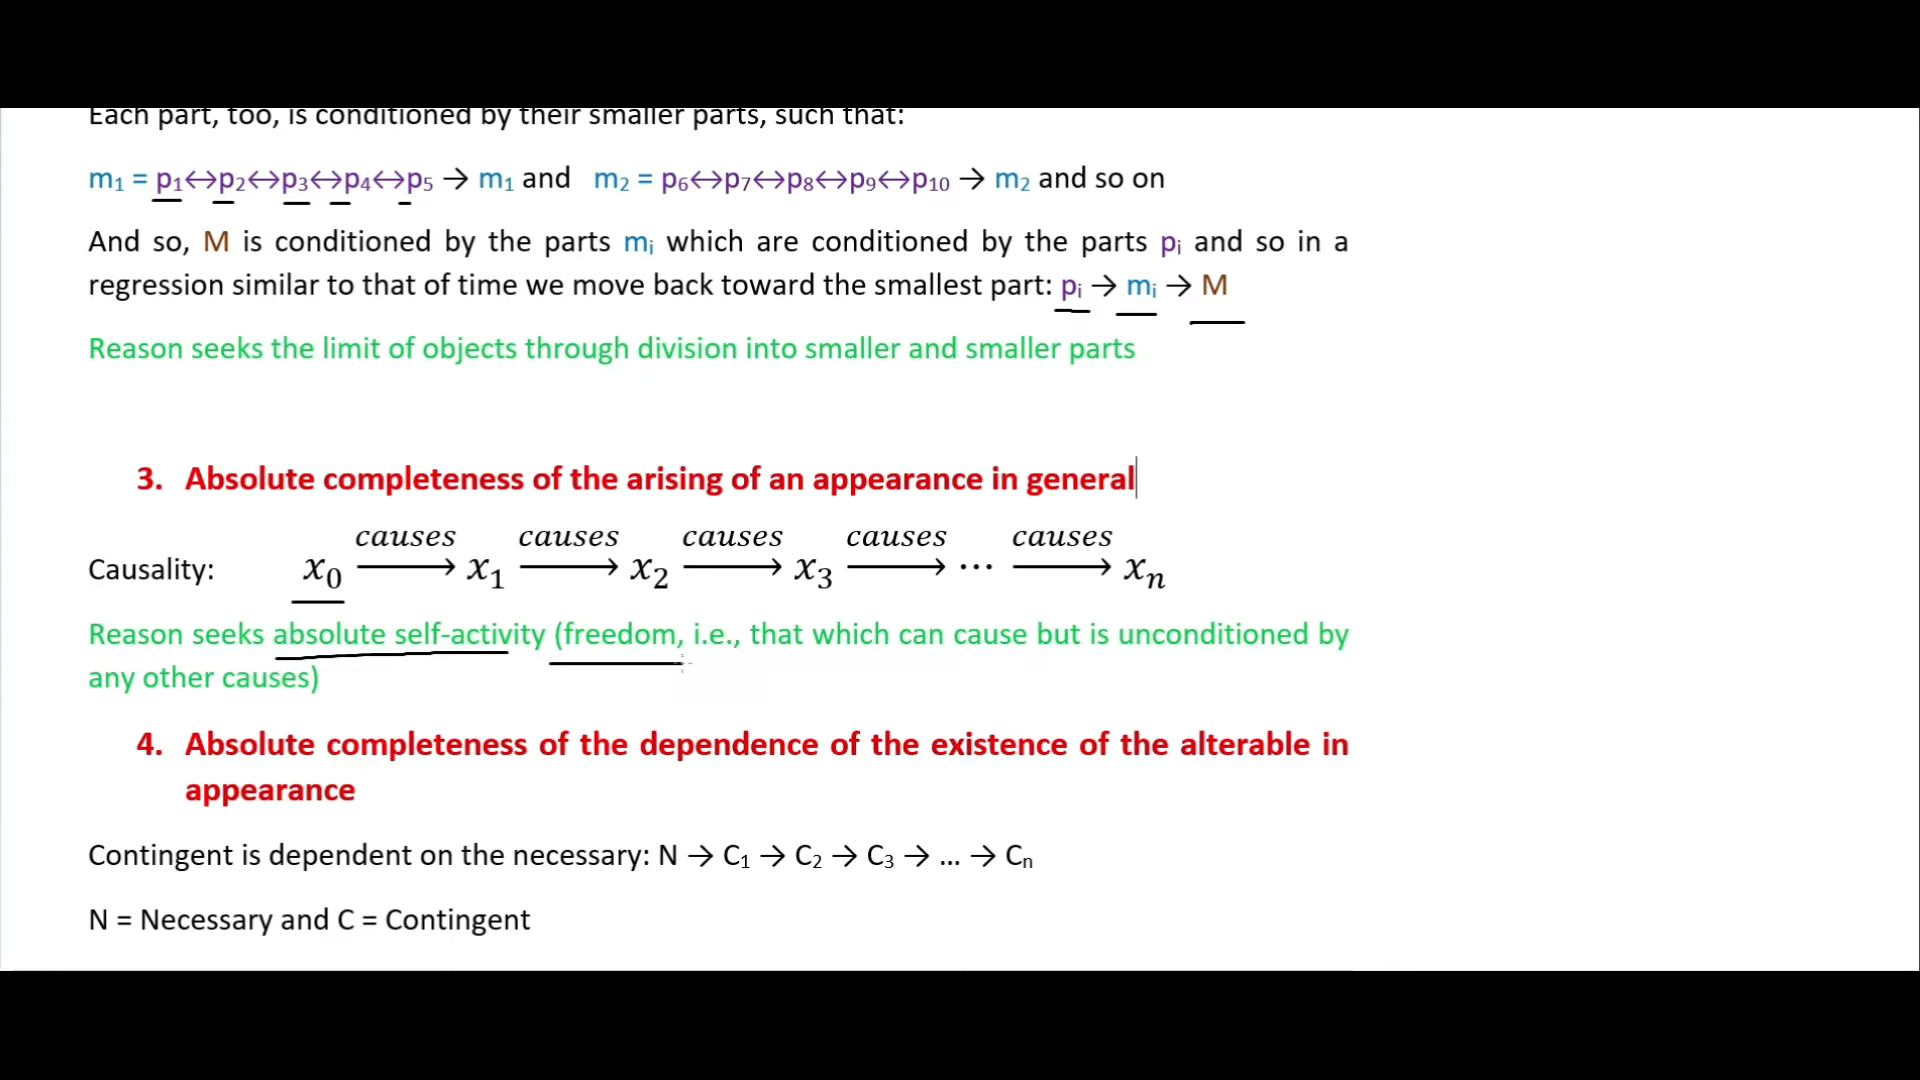 Each part, too, is conditioned by their smaller parts, such that:
m₁ = p₁↔p₂↔p₃↔p₄↔p₅ → m₁ and m₂ = p₆↔p₇↔p₈↔p₉↔p₁₀ → m₂ and so on
And so, M is conditioned by the parts mᵢ which are conditioned by the parts pᵢ and so in a
regression similar to that of time we move back toward the smallest part: pᵢ → mᵢ → M
Reason seeks the limit of objects through division into smaller and smaller parts
3. Absolute completeness of the arising of an appearance in general
causes causes causes causes causes
Causality: x₀ → x₁ → x₂ → x₃ → ⋯ → xₙ
Reason seeks absolute self-activity (freedom, i.e., that which can cause but is unconditioned by
any other causes)
4. Absolute completeness of the dependence of the existence of the alterable in
appearance
Contingent is dependent on the necessary: N → C₁ → C₂ → C₃ → ... → Cₙ
N = Necessary and C = Contingent